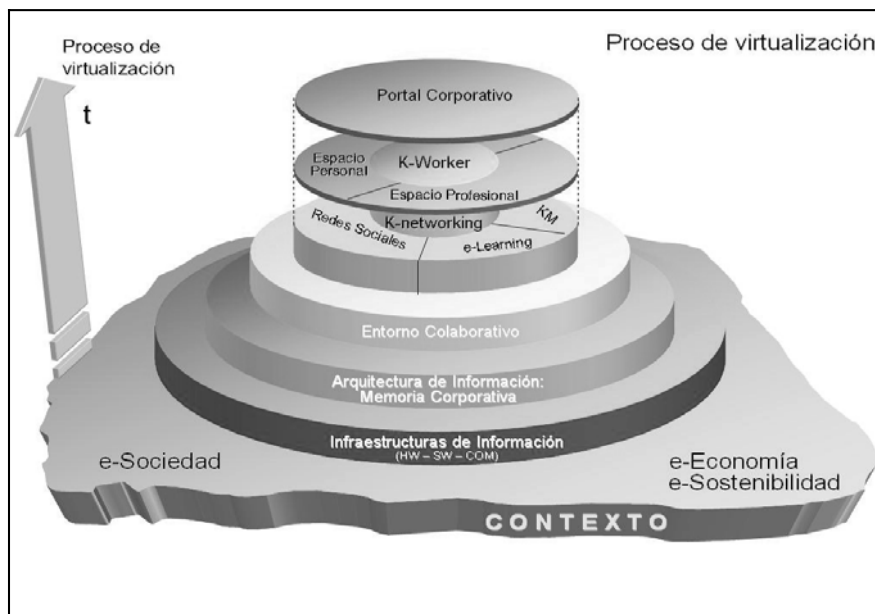 Proceso de
virtualización
t
Proceso de virtualización
Portal Corporativo
Espacio
Personal
K-Worker
Espacio Profesional
Redes Sociales
K-networking
KM
e-Learning
Entorno Colaborativo
Arquitectura de Información:
Memoria Corporativa
Infraestructuras de Información
(HW – SW – COM)
e-Sociedad
e-Economía
e-Sostenibilidad
CONTEXTO